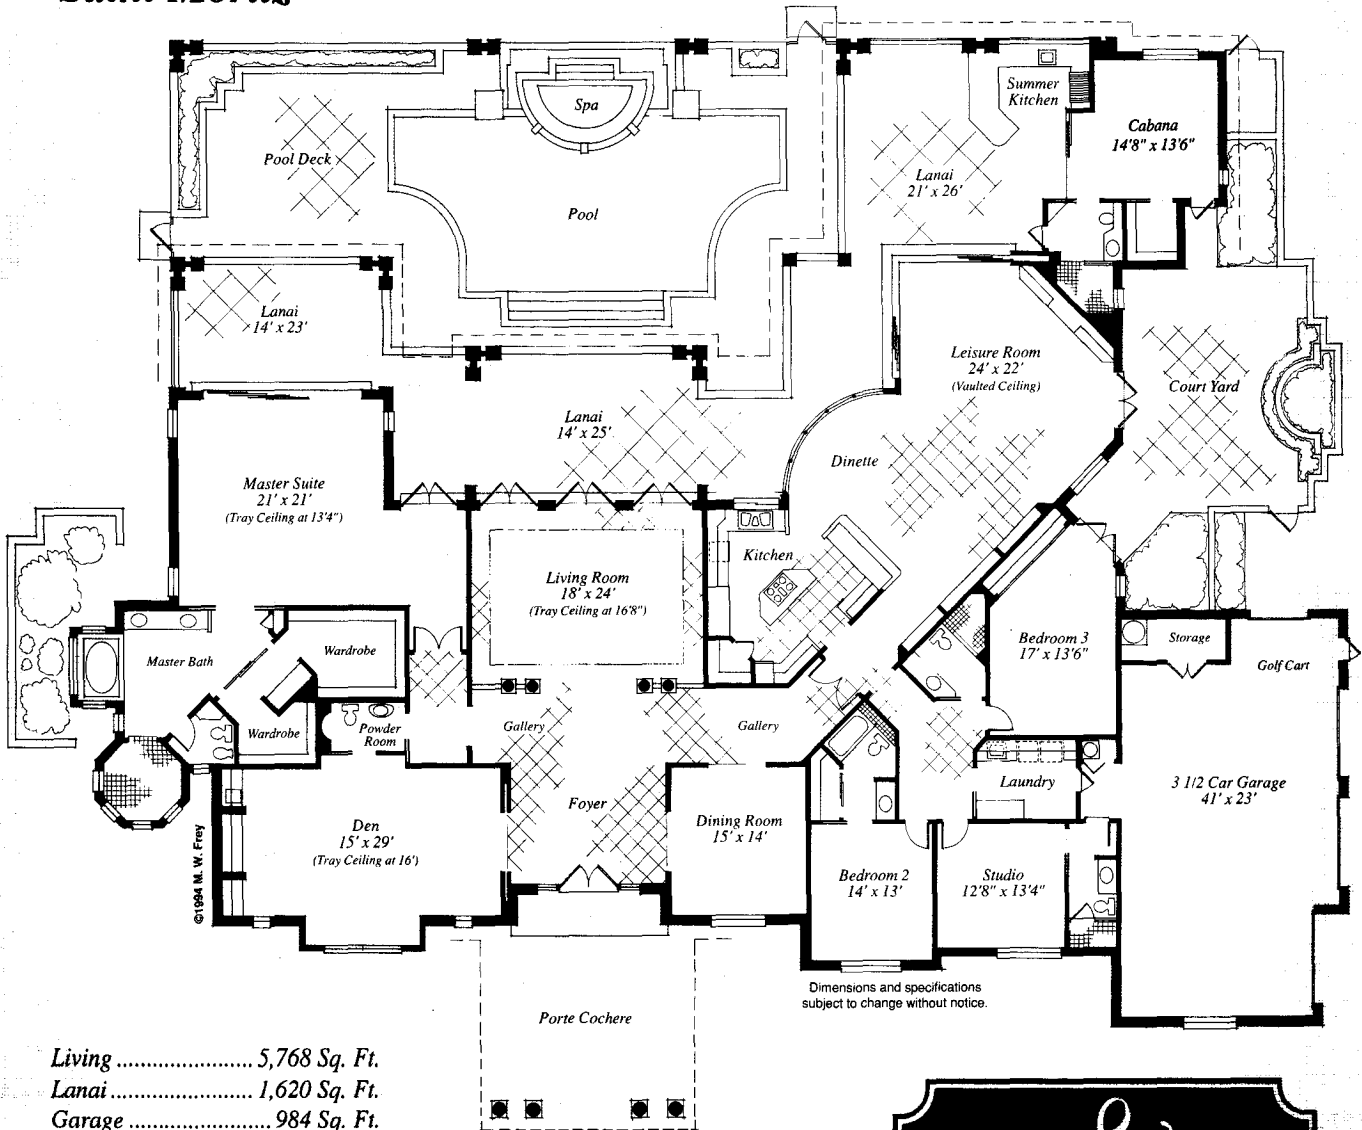 Spa
Summer
Kitchen
Cabana
14'8" x 13'6"
Pool Deck
Lanai
21' x 26'
Pool
Lanai
14' x 23'
Leisure Room
24' x 22'
(Vaulted Ceiling)
Court Yard
Lanai
14' x 25'
Dinette
Master Suite
21' x 21'
(Tray Ceiling at 13'4")
Kitchen
Living Room
18' x 24'
(Tray Ceiling at 16'8")
Bedroom 3
17' x 13'6"
Storage
Golf Cart
Master Bath
Wardrobe
Wardrobe
Powder
Room
Gallery
Gallery
Laundry
3 1/2 Car Garage
41' x 23'
Foyer
Den
15' x 29'
(Tray Ceiling at 16')
Dining Room
15' x 14'
Bedroom 2
14' x 13'
Studio
12'8" x 13'4"
©1994 M. W. Frey
Dimensions and specifications
subject to change without notice.
Porte Cochere
Living ....................... 5,768 Sq. Ft.
Lanai ........................ 1,620 Sq. Ft.
Garage ........................ 984 Sq. Ft.